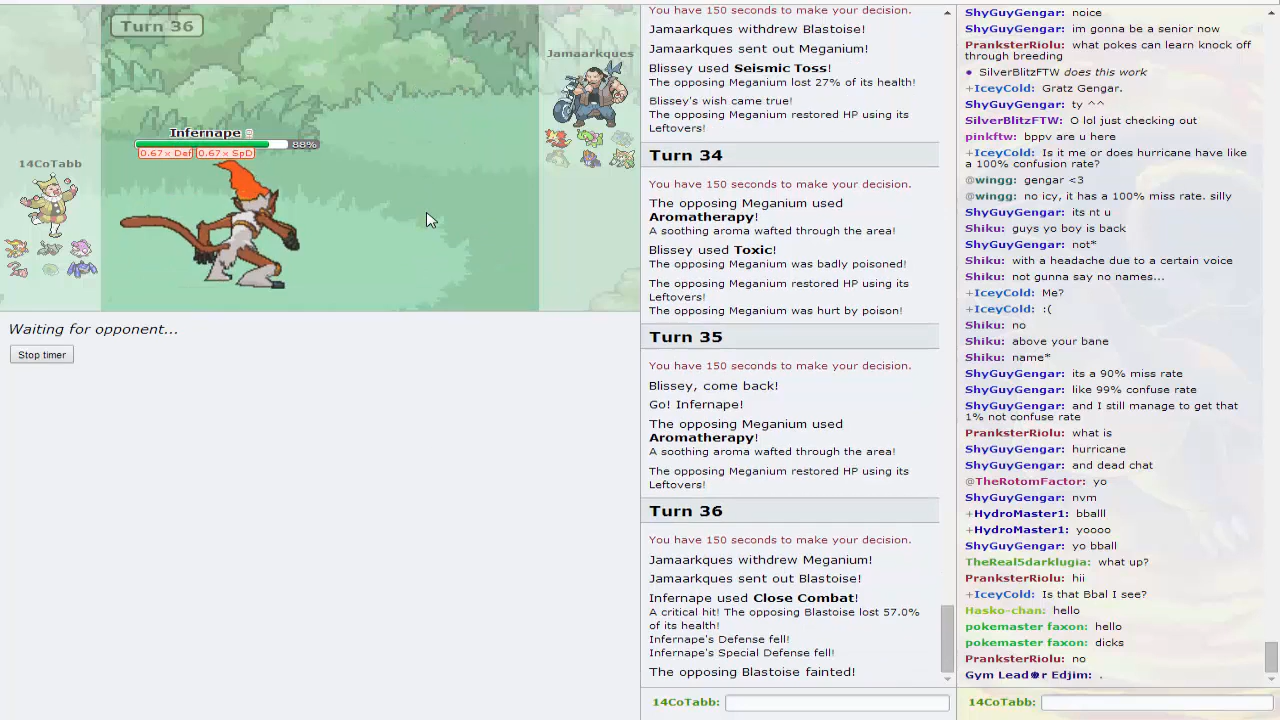 Turn 36
Jamaarkques
Infernape
88%
0.67 x Def 0.67 x SpD
14CoTabb
Waiting for opponent...
Stop timer
You have 150 seconds to make your decision.
Jamaarkques withdrew Blastoise!
Jamaarkques sent out Meganium!
Blissey used Seismic Toss!
The opposing Meganium lost 27% of its health!
Blissey's wish came true!
The opposing Meganium restored HP using its
Leftovers!
Turn 34
You have 150 seconds to make your decision.
The opposing Meganium used
Aromatherapy!
A soothing aroma wafted through the area!
Blissey used Toxic!
The opposing Meganium was badly poisoned!
The opposing Meganium restored HP using its
Leftovers!
The opposing Meganium was hurt by poison!
Turn 35
You have 150 seconds to make your decision.
Blissey, come back!
Go! Infernape!
The opposing Meganium used
Aromatherapy!
A soothing aroma wafted through the area!
The opposing Meganium restored HP using its
Leftovers!
Turn 36
You have 150 seconds to make your decision.
Jamaarkques withdrew Meganium!
Jamaarkques sent out Blastoise!
Infernape used Close Combat!
A critical hit! The opposing Blastoise lost 57.0%
of its health!
Infernape's Defense fell!
Infernape's Special Defense fell!
The opposing Blastoise fainted!
14CoTabb:
ShyGuyGengar: noice
ShyGuyGengar: im gonna be a senior now
PranksterRiolu: what pokes can learn knock off
through breeding
• SilverBlitzFTW does this work
+IceyCold: Gratz Gengar.
ShyGuyGengar: ty ^^
SilverBlitzFTW: O lol just checking out
pinkftw: bppv are u here
+IceyCold: Is it me or does hurricane have like
a 100% confusion rate?
@wingg: gengar <3
@wingg: no icy, it has a 100% miss rate. silly
ShyGuyGengar: its nt u
Shiku: guys yo boy is back
ShyGuyGengar: not*
Shiku: with a headache due to a certain voice
Shiku: not gunna say no names...
+IceyCold: Me?
+IceyCold: :(
Shiku: no
Shiku: above your bane
Shiku: name*
ShyGuyGengar: its a 90% miss rate
ShyGuyGengar: like 99% confuse rate
ShyGuyGengar: and I still manage to get that
1% not confuse rate
PranksterRiolu: what is
ShyGuyGengar: hurricane
ShyGuyGengar: and dead chat
@TheRotomFactor: yo
ShyGuyGengar: nvm
+HydroMaster1: bballl
+HydroMaster1: yoooo
ShyGuyGengar: yo bball
TheReal5darklugia: what up?
PranksterRiolu: hii
+IceyCold: Is that Bbal I see?
Hasko-chan: hello
pokemaster faxon: hello
pokemaster faxon: dicks
PranksterRiolu: no
Gym Lead☢r Edjim: .
14CoTabb: